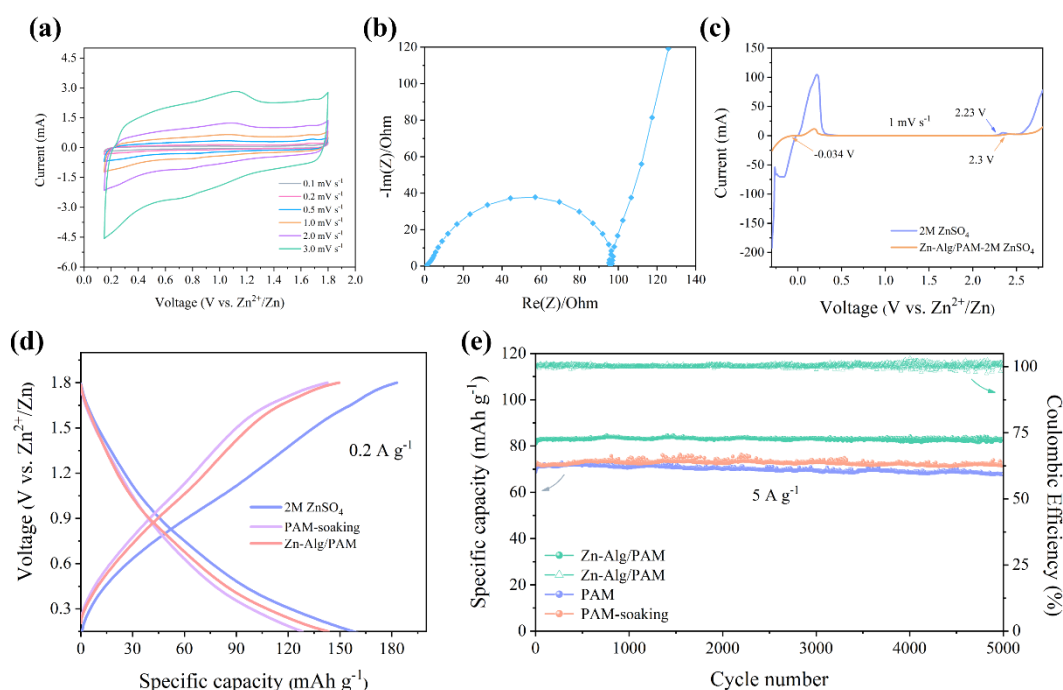 (a)
4.5
3.0
1.5
0.0
-1.5
-3.0
-4.5
-6.0
Current (mA)
0.1 mV s⁻¹
0.2 mV s⁻¹
0.5 mV s⁻¹
1.0 mV s⁻¹
2.0 mV s⁻¹
3.0 mV s⁻¹
0.0 0.2 0.4 0.6 0.8 1.0 1.2 1.4 1.6 1.8 2.0
Voltage (V vs. Zn²⁺/Zn)
(b)
120
100
80
60
40
20
0
-Im(Z)/Ohm
0 20 40 60 80 100 120 140
Re(Z)/Ohm
(c)
150
100
50
0
-50
-100
-150
-200
-250
Current (mA)
2.23 V
1 mV s⁻¹
-0.034 V
2.3 V
2M ZnSO₄
Zn-Alg/PAM-2M ZnSO₄
0.0 0.5 1.0 1.5 2.0 2.5
Voltage (V vs. Zn²⁺/Zn)
(d)
1.8
1.5
1.2
0.9
0.6
0.3
Voltage (V vs. Zn²⁺/Zn)
0.2 A g⁻¹
2M ZnSO₄
PAM-soaking
Zn-Alg/PAM
0 30 60 90 120 150 180
Specific capacity (mAh g⁻¹)
(e)
120
110
100
90
80
70
60
0
Specific capacity (mAh g⁻¹)
5 A g⁻¹
Zn-Alg/PAM
Zn-Alg/PAM
PAM
PAM-soaking
0 1000 2000 3000 4000 5000
Cycle number
100
75
50
25
0
Coulombic Efficiency (%)